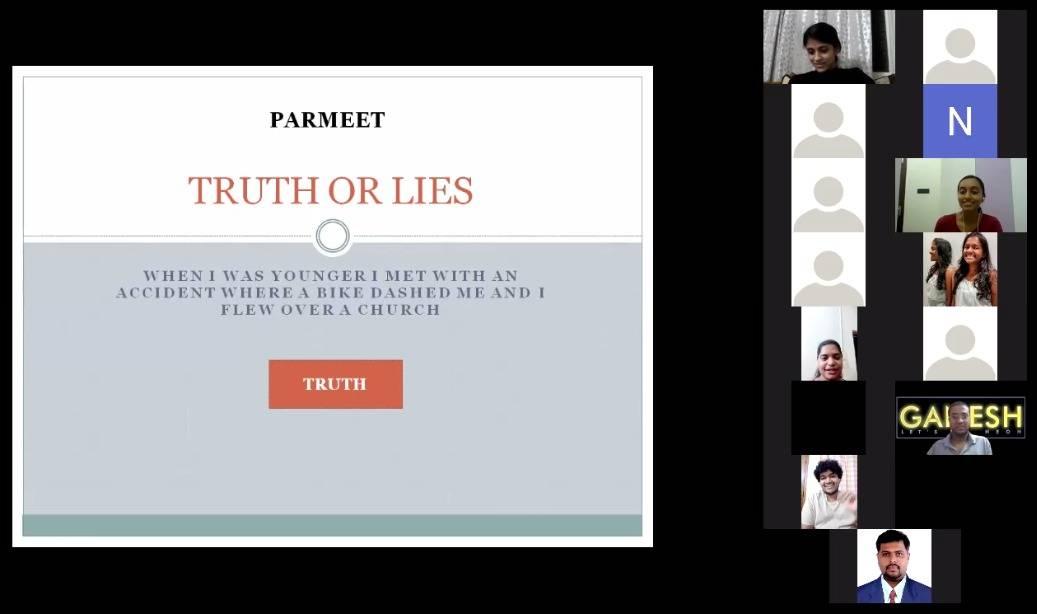 PARMEET
TRUTH OR LIES
WHEN I WAS YOUNGER I MET WITH AN
ACCIDENT WHERE A BIKE DASHED ME AND I
FLEW OVER A CHURCH
TRUTH
N
GANESH
LET'S